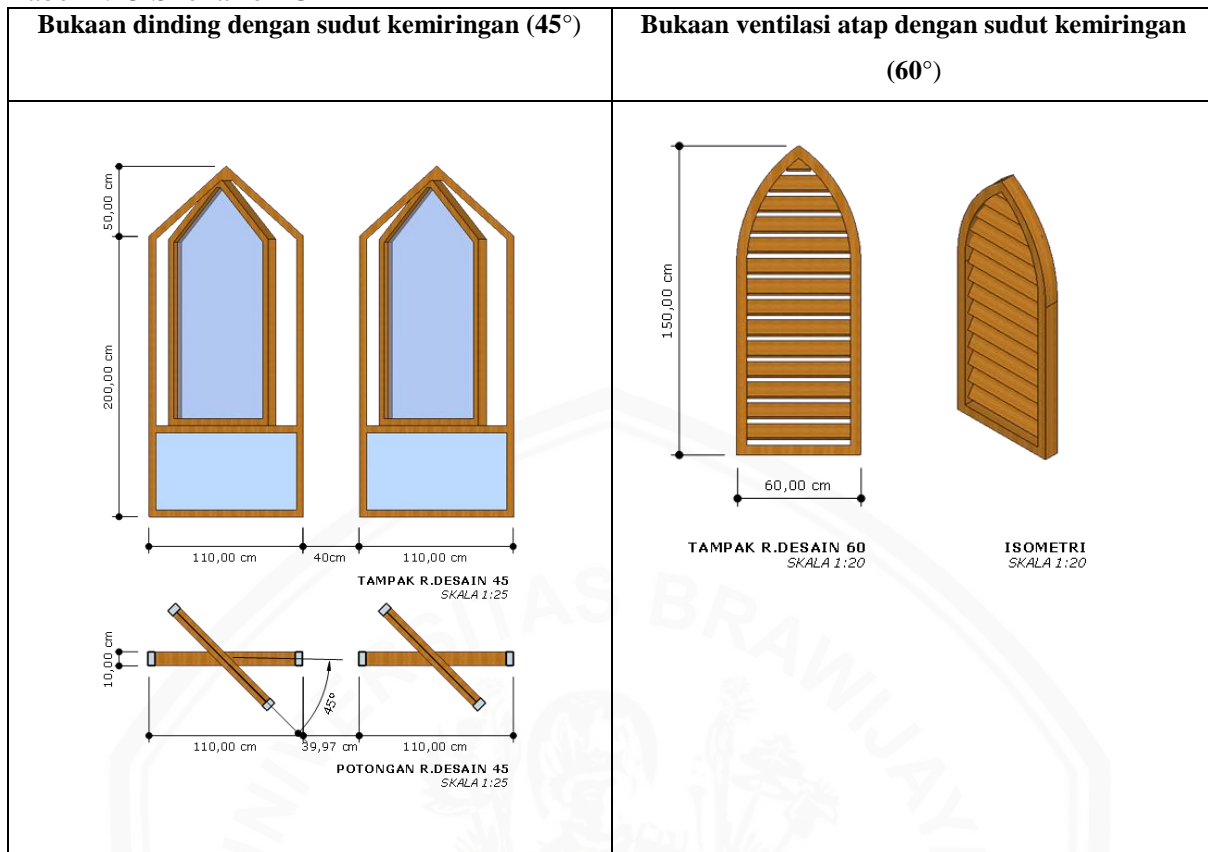 Bukaan dinding dengan sudut kemiringan (45°)
Bukaan ventilasi atap dengan sudut kemiringan
(60°)
50,00 cm
200,00 cm
110,00 cm
40cm
110,00 cm
TAMPAK R.DESAIN 45
SKALA 1:25
10,00 cm
45°
110,00 cm
39,97 cm
110,00 cm
POTONGAN R.DESAIN 45
SKALA 1:25
150,00 cm
60,00 cm
TAMPAK R.DESAIN 60
SKALA 1:20
ISOMETRI
SKALA 1:20
UNIVERSITAS BRAWIJAYA